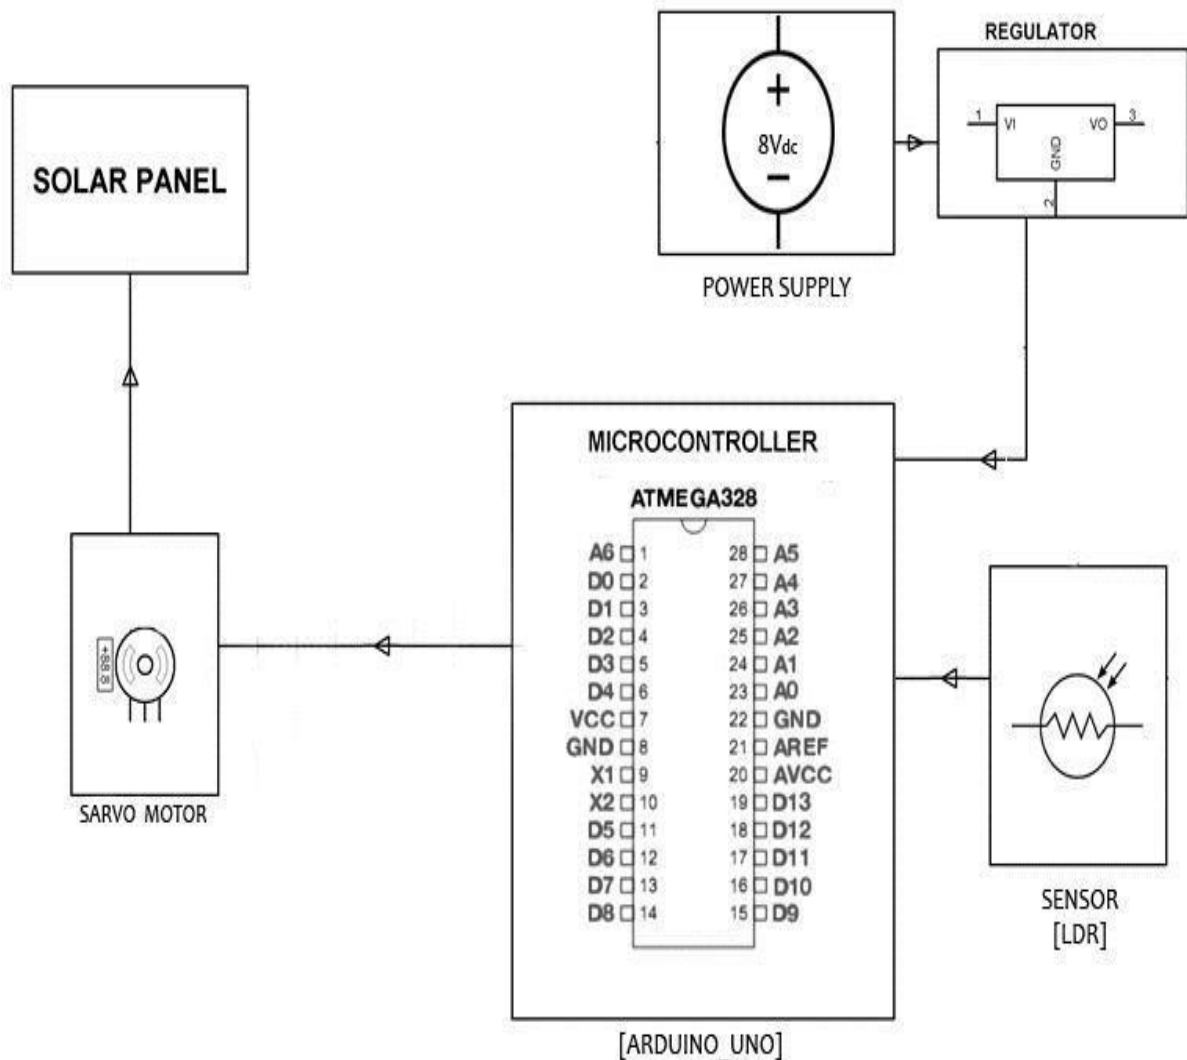 REGULATOR
1 VI VO 3
GND
2
+
8Vdc
−
POWER SUPPLY
SOLAR PANEL
MICROCONTROLLER
ATMEGA328
A6 1 28 A5
D0 2 27 A4
D1 3 26 A3
D2 4 25 A2
D3 5 24 A1
D4 6 23 A0
VCC 7 22 GND
GND 8 21 AREF
X1 9 20 AVCC
X2 10 19 D13
D5 11 18 D12
D6 12 17 D11
D7 13 16 D10
D8 14 15 D9
[ARDUINO UNO]
+88.8
SARVO MOTOR
SENSOR
[LDR]